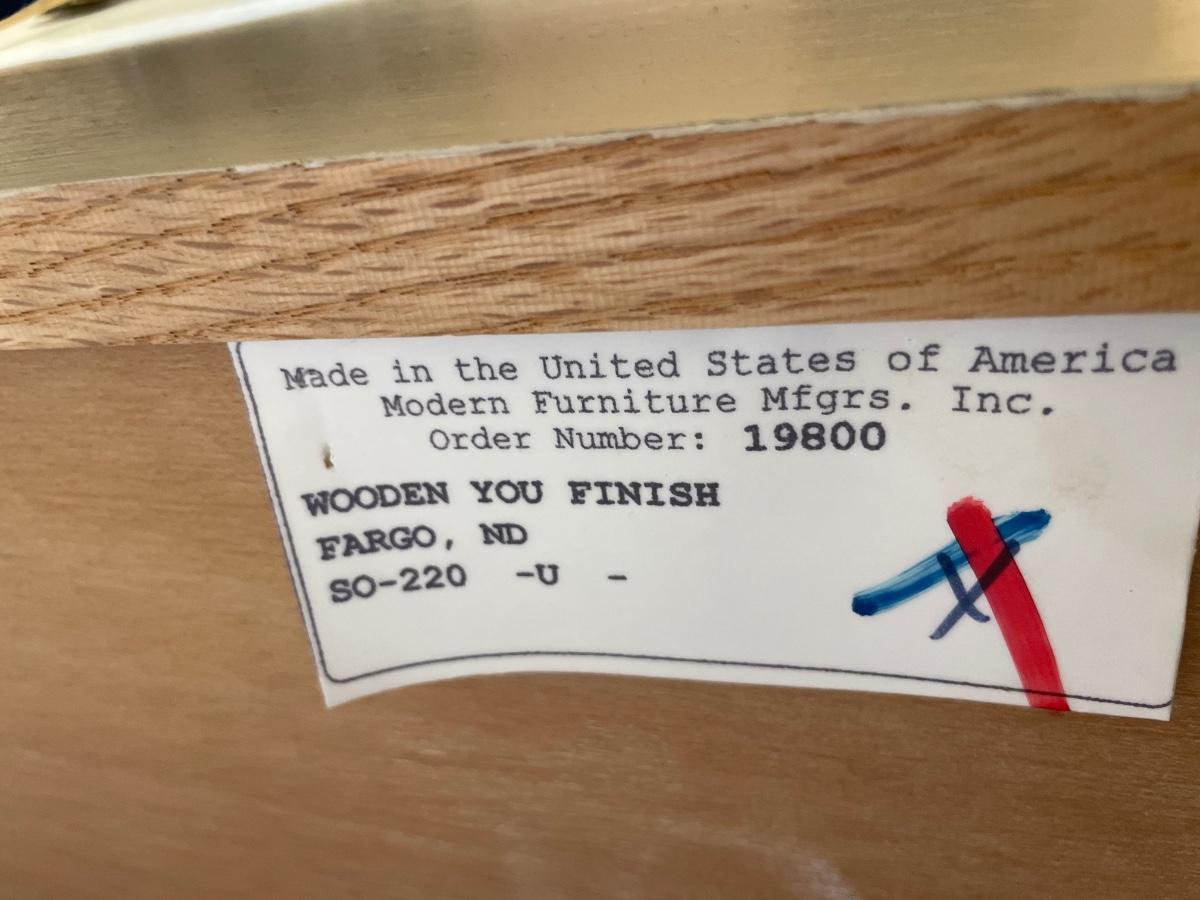 Made in the United States of America
Modern Furniture Mfgrs. Inc.
Order Number: 19800
WOODEN YOU FINISH
FARGO, ND
SO-220 -U -
X